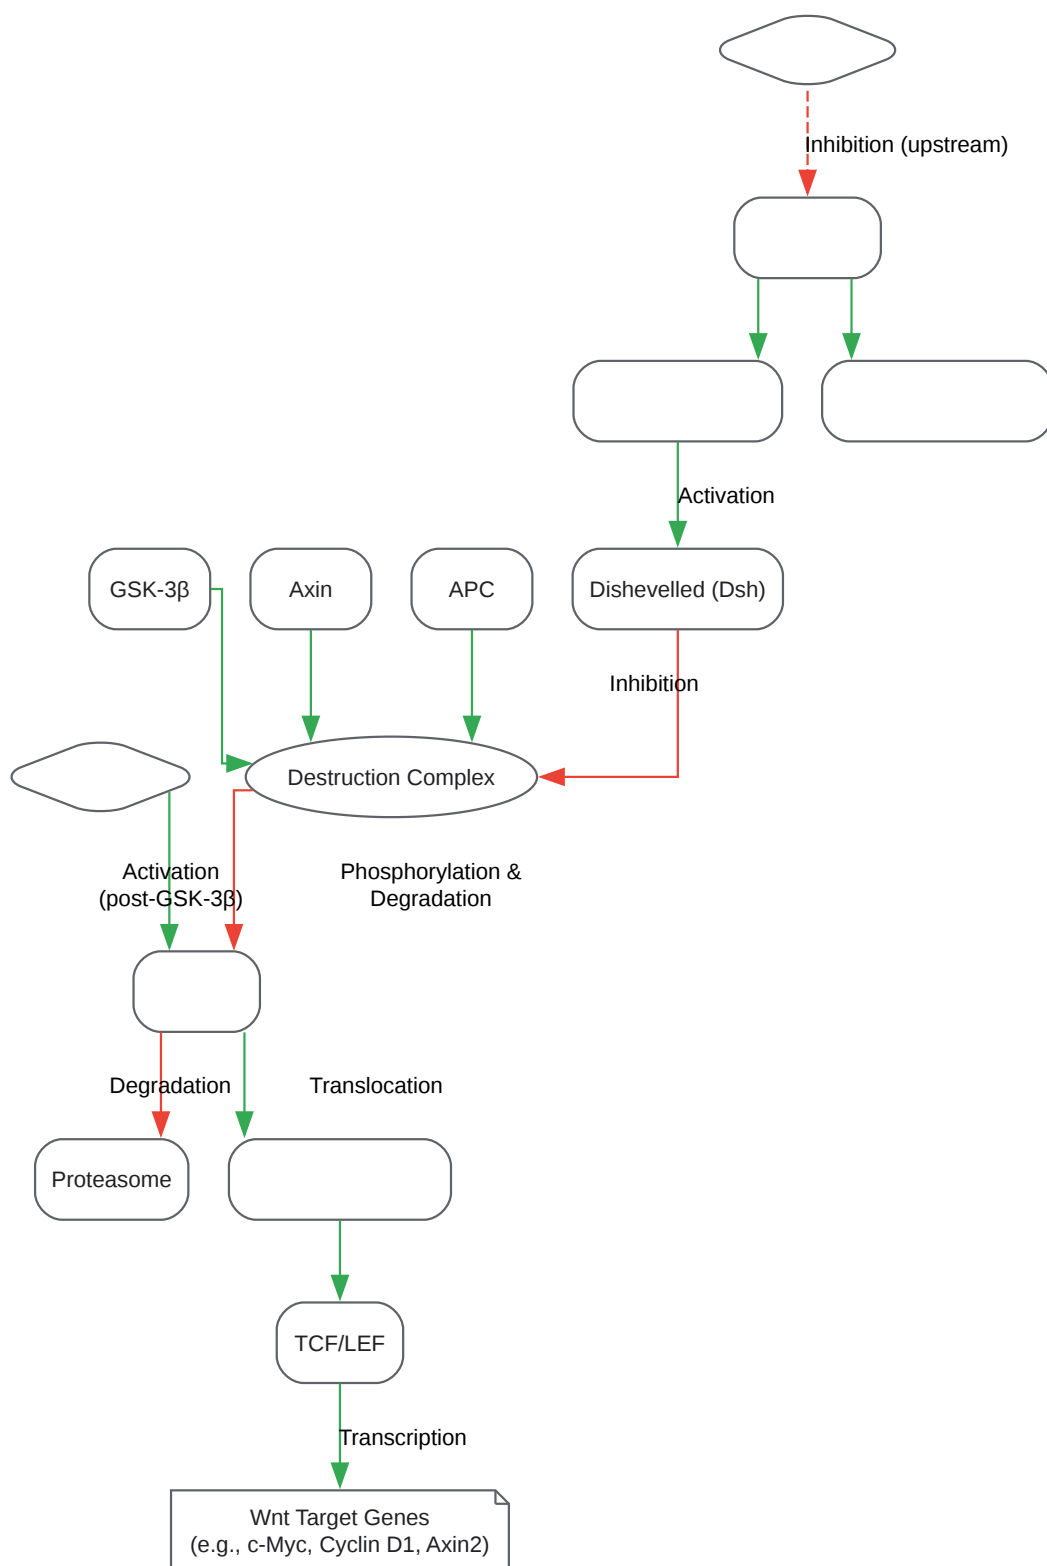 Inhibition (upstream)
Activation
GSK-3β
Axin
APC
Dishevelled (Dsh)
Inhibition
Destruction Complex
Activation
(post-GSK-3β)
Phosphorylation &
Degradation
Degradation
Translocation
Proteasome
TCF/LEF
Transcription
Wnt Target Genes
(e.g., c-Myc, Cyclin D1, Axin2)